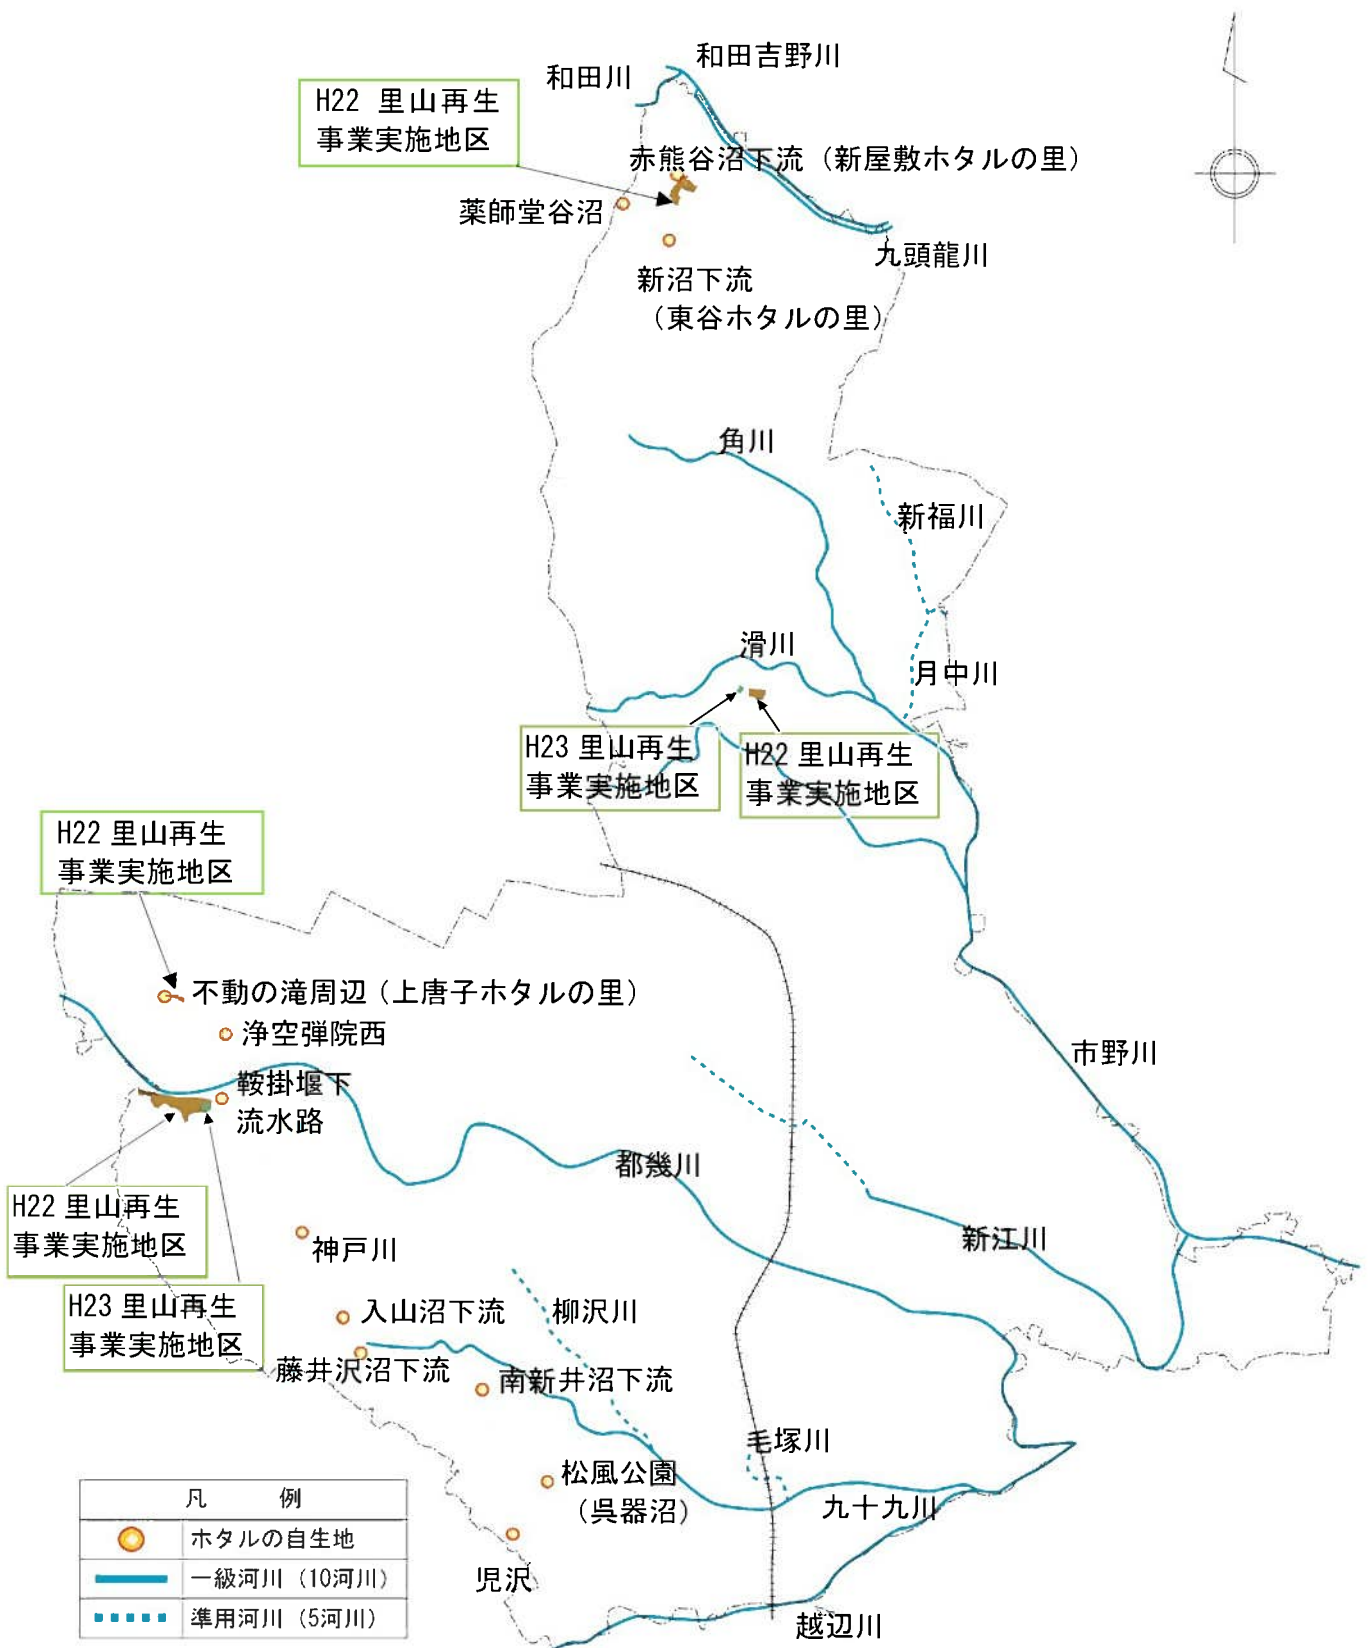 和田吉野川
和田川
H22 里山再生
事業実施地区
赤熊谷沼下流（新屋敷ホタルの里）
薬師堂谷沼
九頭龍川
新沼下流
（東谷ホタルの里）
角川
新福川
滑川
月中川
H23 里山再生
事業実施地区
H22 里山再生
事業実施地区
H22 里山再生
事業実施地区
不動の滝周辺（上唐子ホタルの里）
浄空弾院西
市野川
鞍掛堰下
流水路
都幾川
H22 里山再生
事業実施地区
神戸川
新江川
H23 里山再生
事業実施地区
入山沼下流
柳沢川
藤井沢沼下流
南新井沼下流
毛塚川
松風公園
（呉器沼）
九十九川
児沢
越辺川
凡 例
ホタルの自生地
一級河川（10河川）
準用河川（5河川）